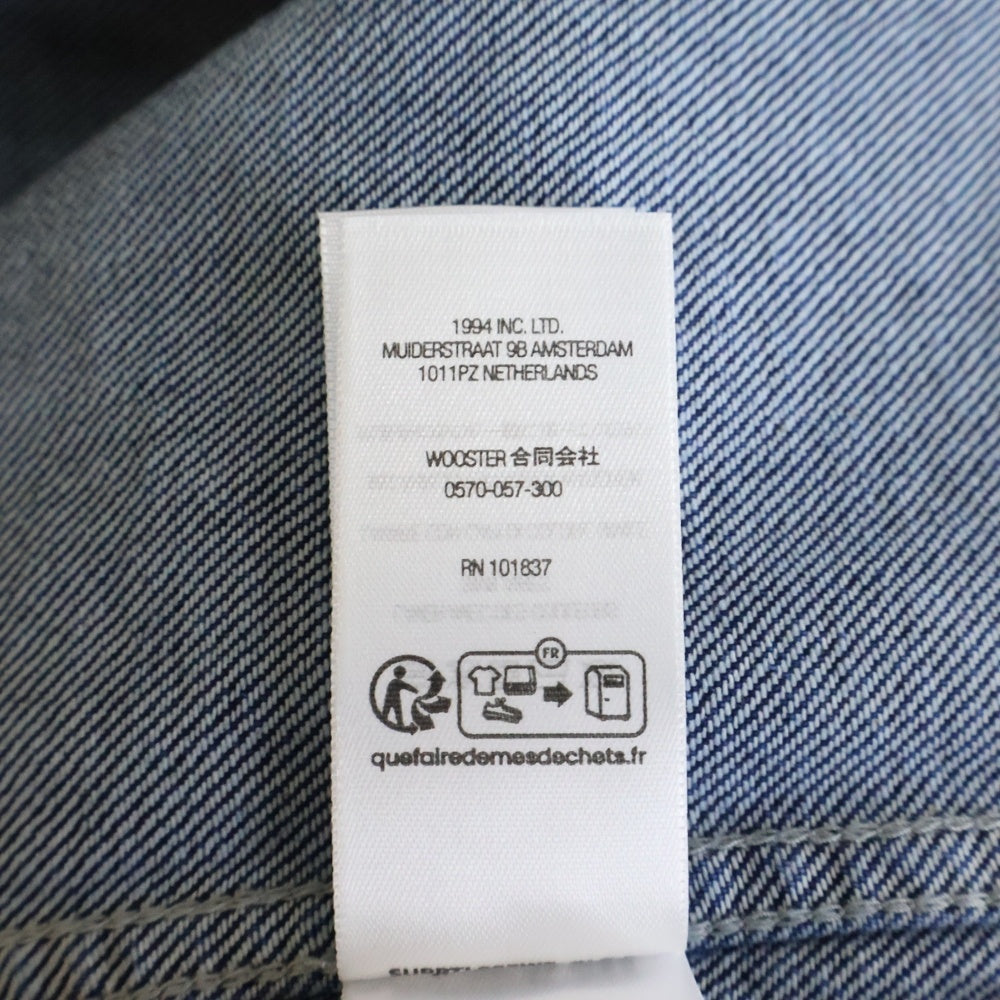 1994 INC. LTD.
MUIDERSTRAAT 9B AMSTERDAM
1011PZ NETHERLANDS
WOOSTER 合同会社
0570-057-300
RN 101837
FR
quefairedemesdechets.fr